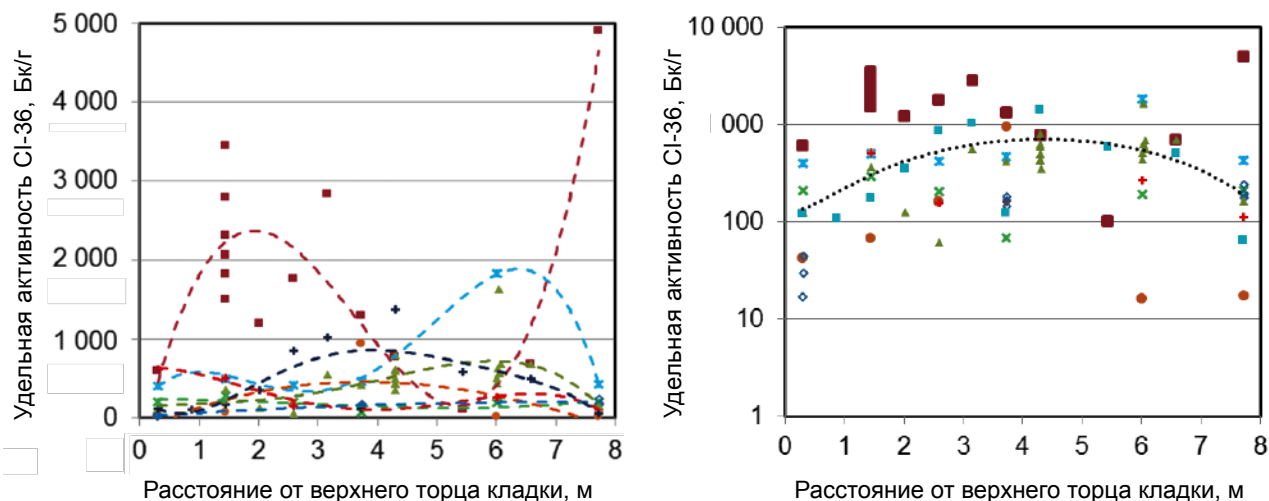 Удельная активность Cl-36, Бк/г
5 000
4 000
3 000
2 000
1 000
0
0 1 2 3 4 5 6 7 8
Расстояние от верхнего торца кладки, м
Удельная активность Cl-36, Бк/г
10 000
000
100
10
1
0 1 2 3 4 5 6 7 8
Расстояние от верхнего торца кладки, м